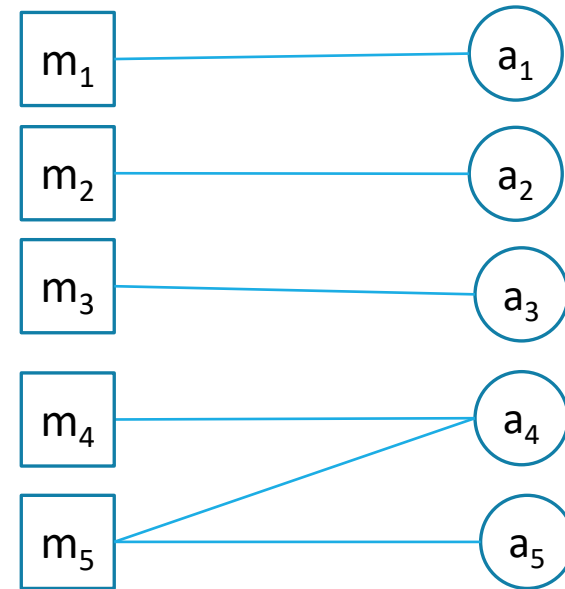 m₁ a₁
m₂ a₂
m₃ a₃
m₄ a₄
m₅ a₅